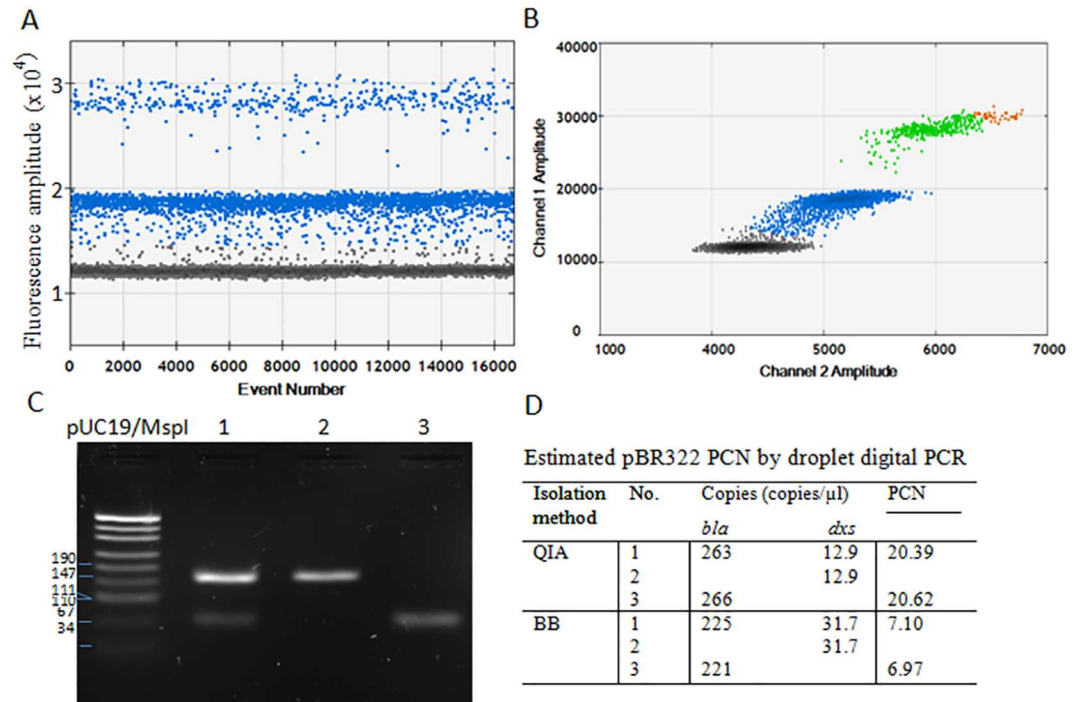 A
Fluorescence amplitude (x 10⁴)
3
2
1
0 2000 4000 6000 8000 10000 12000 14000 16000
Event Number
B
Channel 1 Amplitude
40000
30000
20000
10000
0
1000 4000 5000 6000 7000
Channel 2 Amplitude
C
pUC19/MspI 1 2 3
190
147
111
110
67
34
D
Estimated pBR322 PCN by droplet digital PCR
Isolation method No. Copies (copies/µl) PCN
bla dxs
QIA 1 263 12.9 20.39
2 12.9
3 266 20.62
BB 1 225 31.7 7.10
2 31.7
3 221 6.97